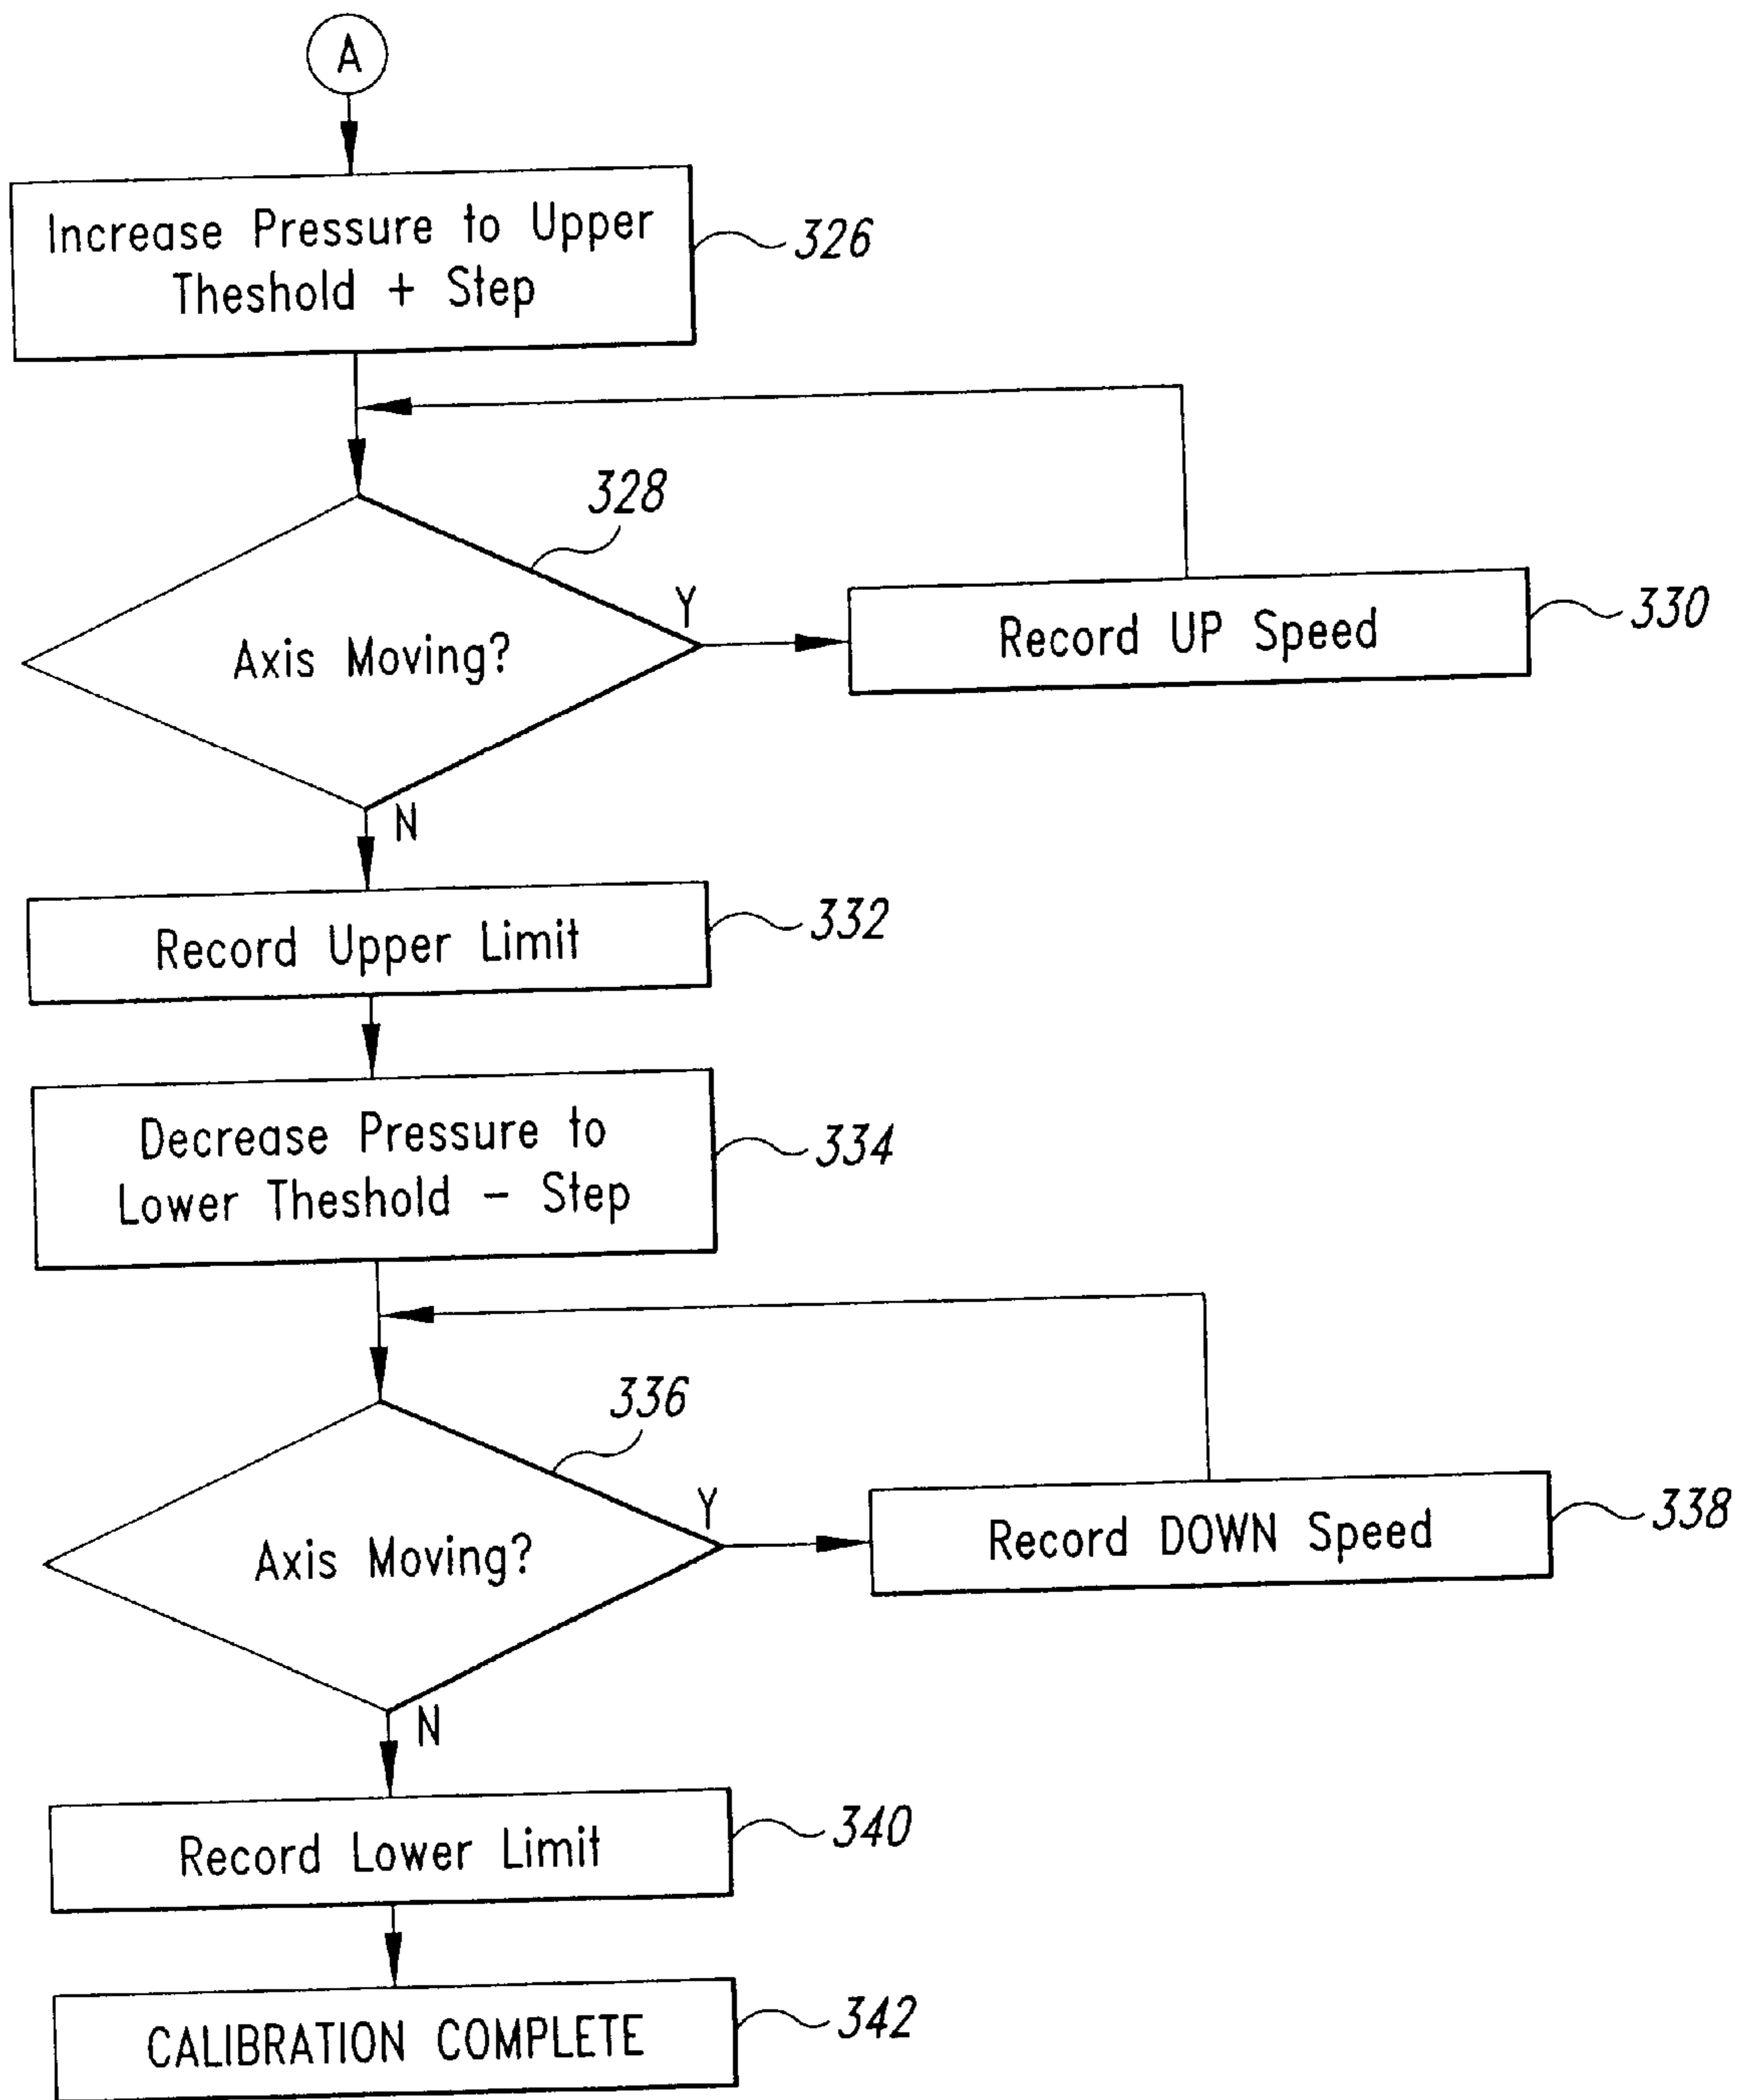 A
Increase Pressure to Upper
Theshold + Step
326
328
Axis Moving?
Y
Record UP Speed
330
N
Record Upper Limit
332
Decrease Pressure to
Lower Theshold - Step
334
336
Axis Moving?
Y
Record DOWN Speed
338
N
Record Lower Limit
340
CALIBRATION COMPLETE
342